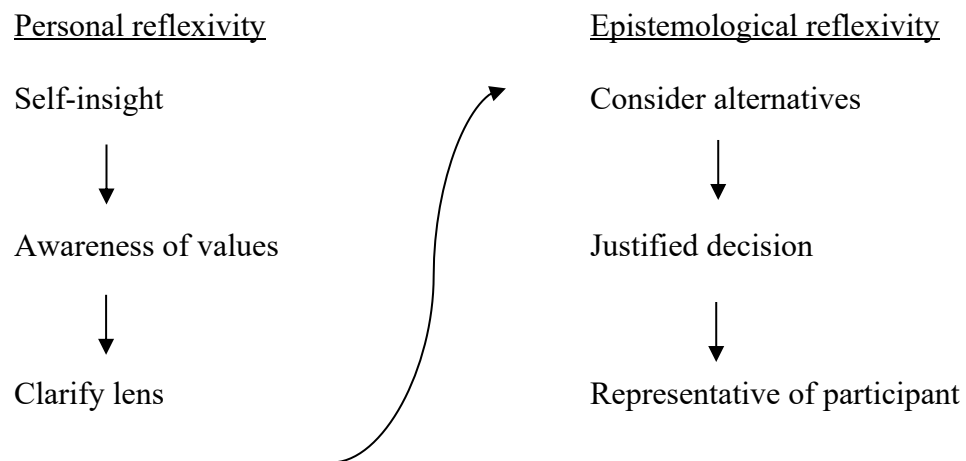 Personal reflexivity
Self-insight
Awareness of values
Clarify lens
Epistemological reflexivity
Consider alternatives
Justified decision
Representative of participant